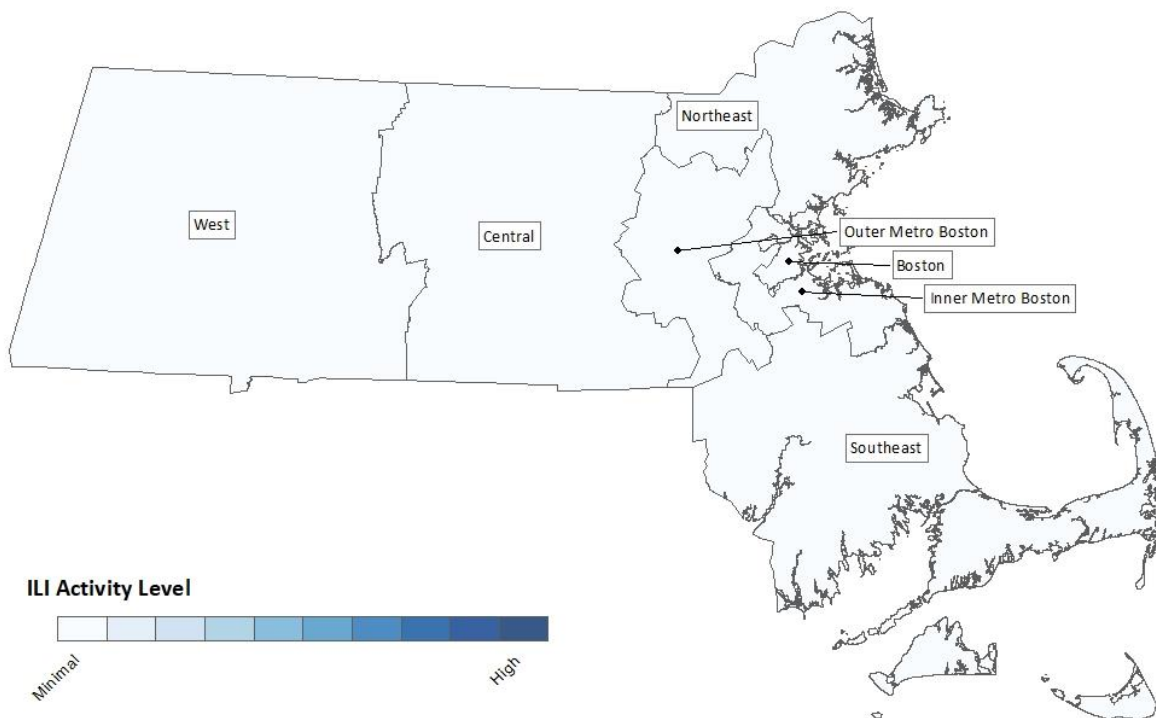 Northeast
West
Central
Outer Metro Boston
Boston
Inner Metro Boston
Southeast
ILI Activity Level
Minimal
High